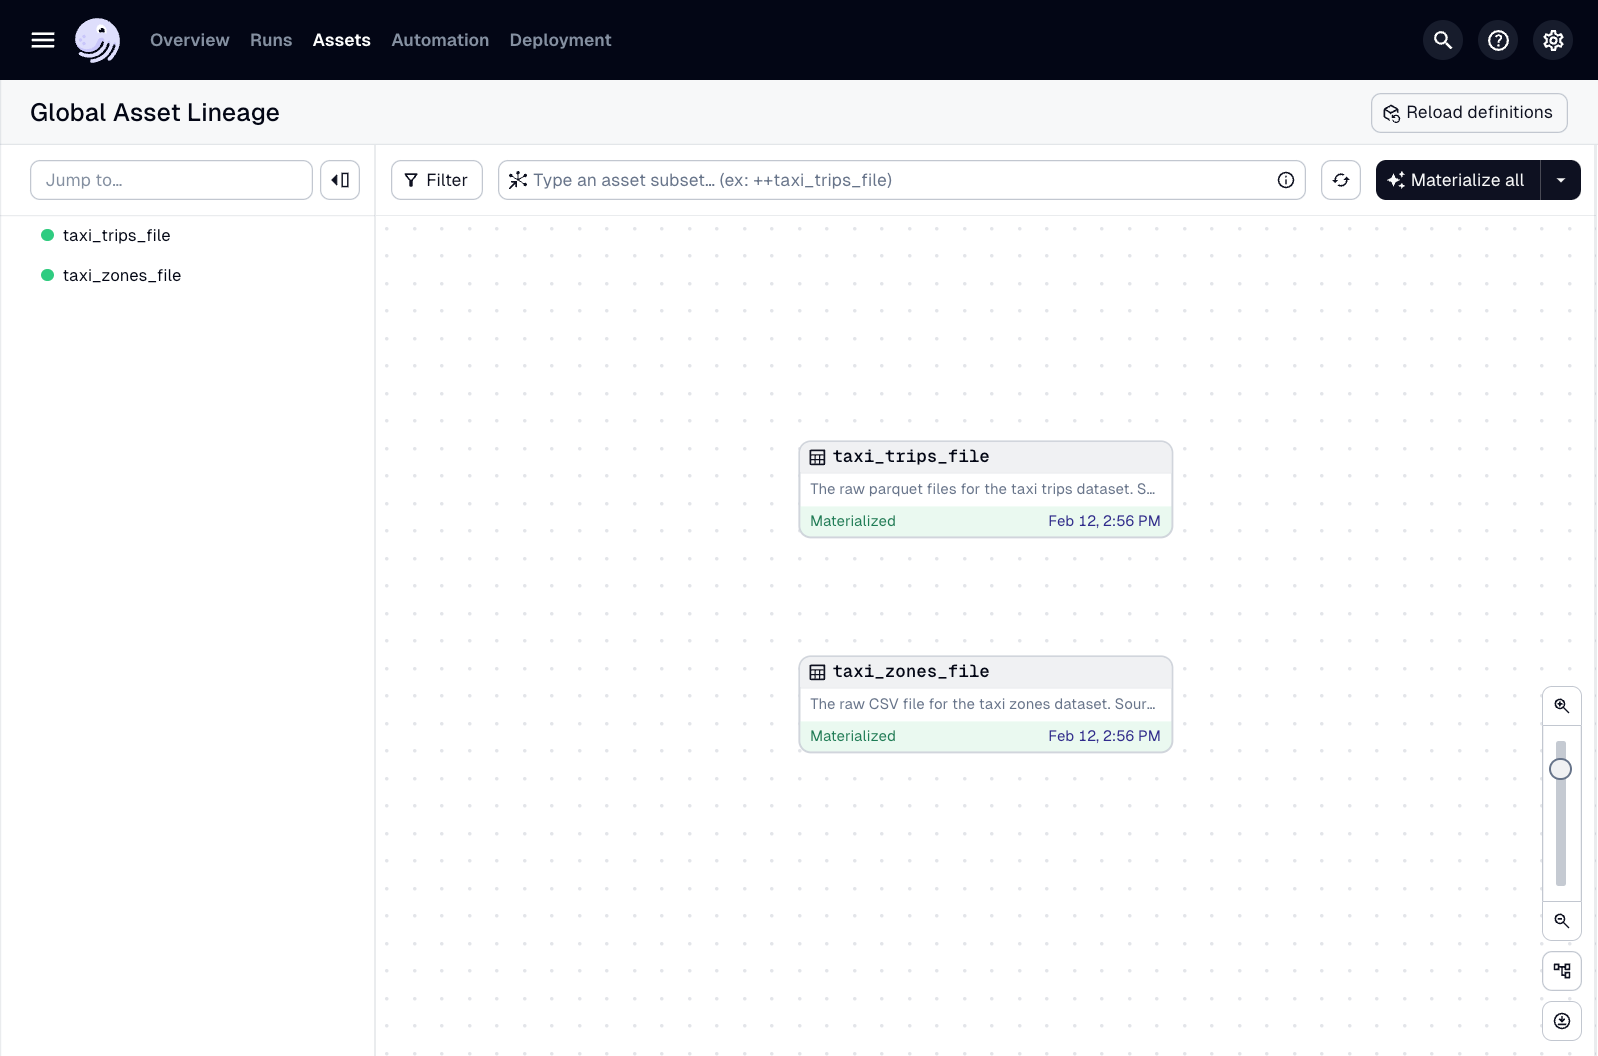 Overview Runs Assets Automation Deployment
Global Asset Lineage
Reload definitions
Jump to…
Filter
Type an asset subset… (ex: ++taxi_trips_file)
Materialize all
taxi_trips_file
taxi_zones_file
taxi_trips_file
The raw parquet files for the taxi trips dataset. S…
Materialized Feb 12, 2:56 PM
taxi_zones_file
The raw CSV file for the taxi zones dataset. Sour…
Materialized Feb 12, 2:56 PM